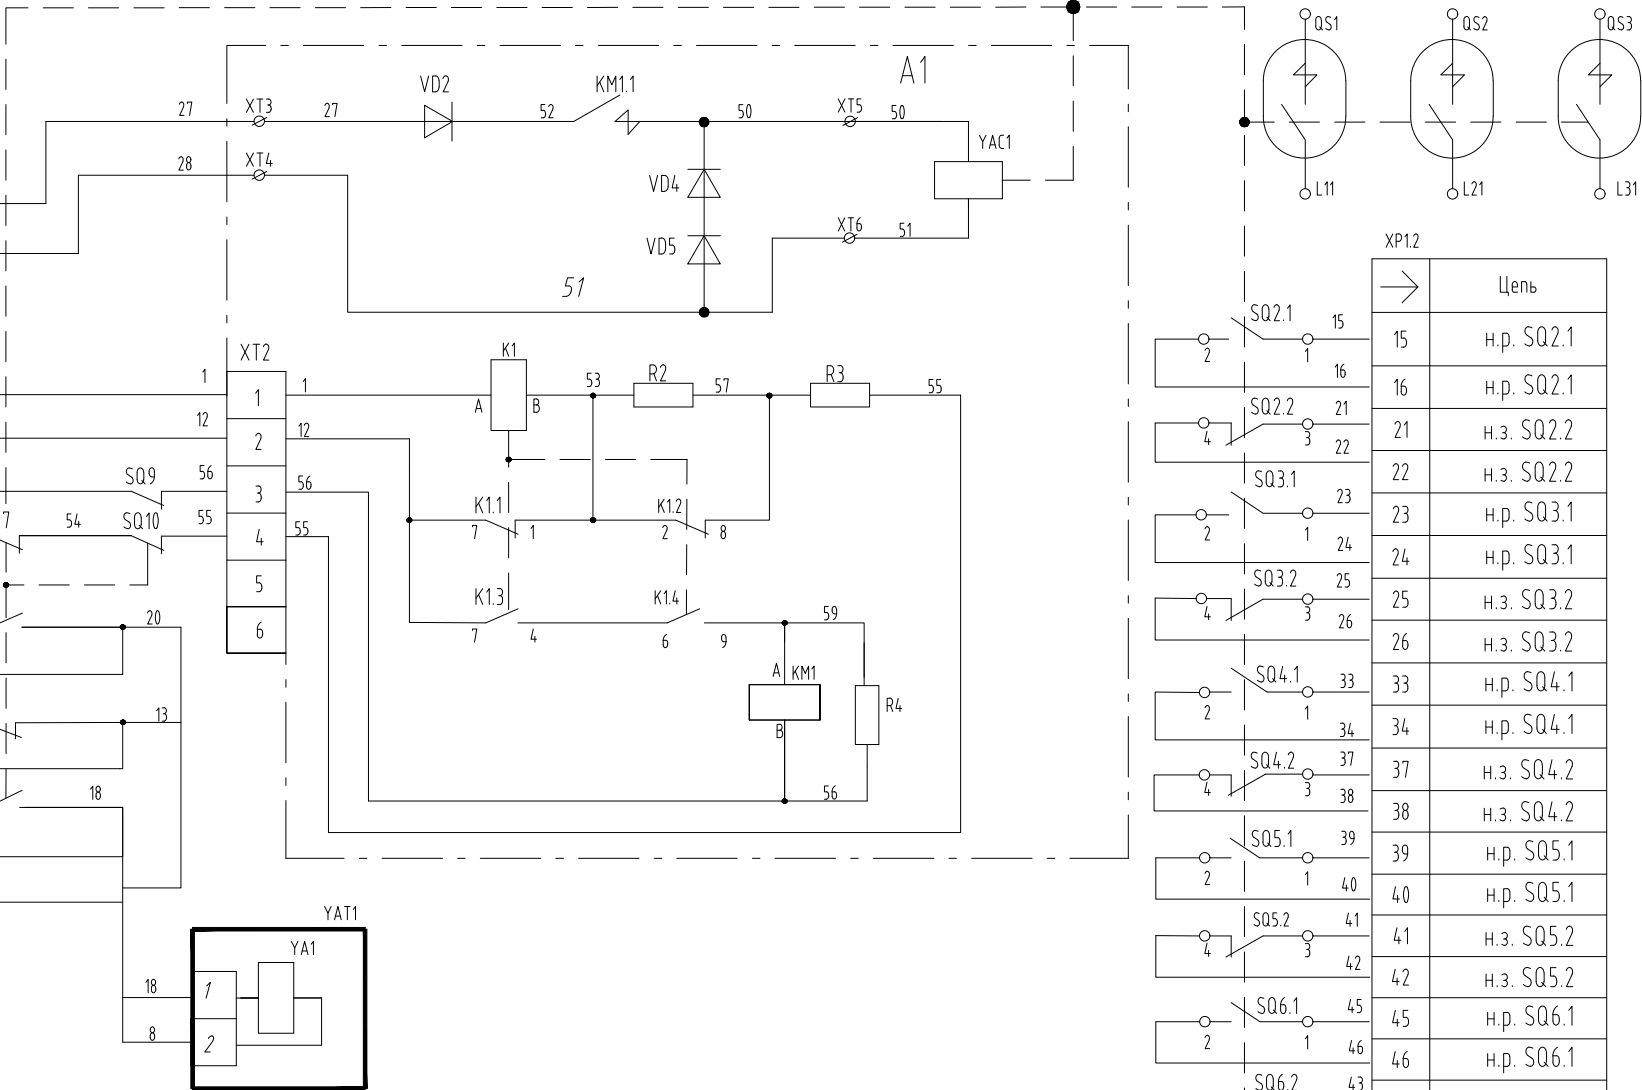 QS1
QS2
QS3
A1
VD2
KM1.1
27
XT3
27
52
50
XT5
50
YAC1
28
XT4
VD4
L11
L21
L31
XT6
51
VD5
51
XP1.2
Цепь
SQ2.1
15
15
н.р. SQ2.1
2
1
16
16
н.р. SQ2.1
SQ2.2
21
21
н.з. SQ2.2
4
3
22
22
н.з. SQ2.2
SQ3.1
23
23
н.р. SQ3.1
2
1
24
24
н.р. SQ3.1
SQ3.2
25
25
н.з. SQ3.2
4
3
26
26
н.з. SQ3.2
SQ4.1
33
33
н.р. SQ4.1
2
1
34
34
н.р. SQ4.1
SQ4.2
37
37
н.з. SQ4.2
4
3
38
38
н.з. SQ4.2
SQ5.1
39
39
н.р. SQ5.1
2
1
40
40
н.р. SQ5.1
SQ5.2
41
41
н.з. SQ5.2
4
3
42
42
н.з. SQ5.2
SQ6.1
45
45
н.р. SQ6.1
2
1
46
46
н.р. SQ6.1
SQ6.2
43
XT2
K1
1
1
1
A
B
53
R2
57
R3
55
12
2
12
SQ9
56
3
56
7
54
SQ10
55
4
55
K1.1
7
1
K1.2
2
8
5
6
K1.3
7
4
K1.4
6
9
59
20
A
KM1
R4
B
13
18
56
YAT1
YA1
18
1
8
2